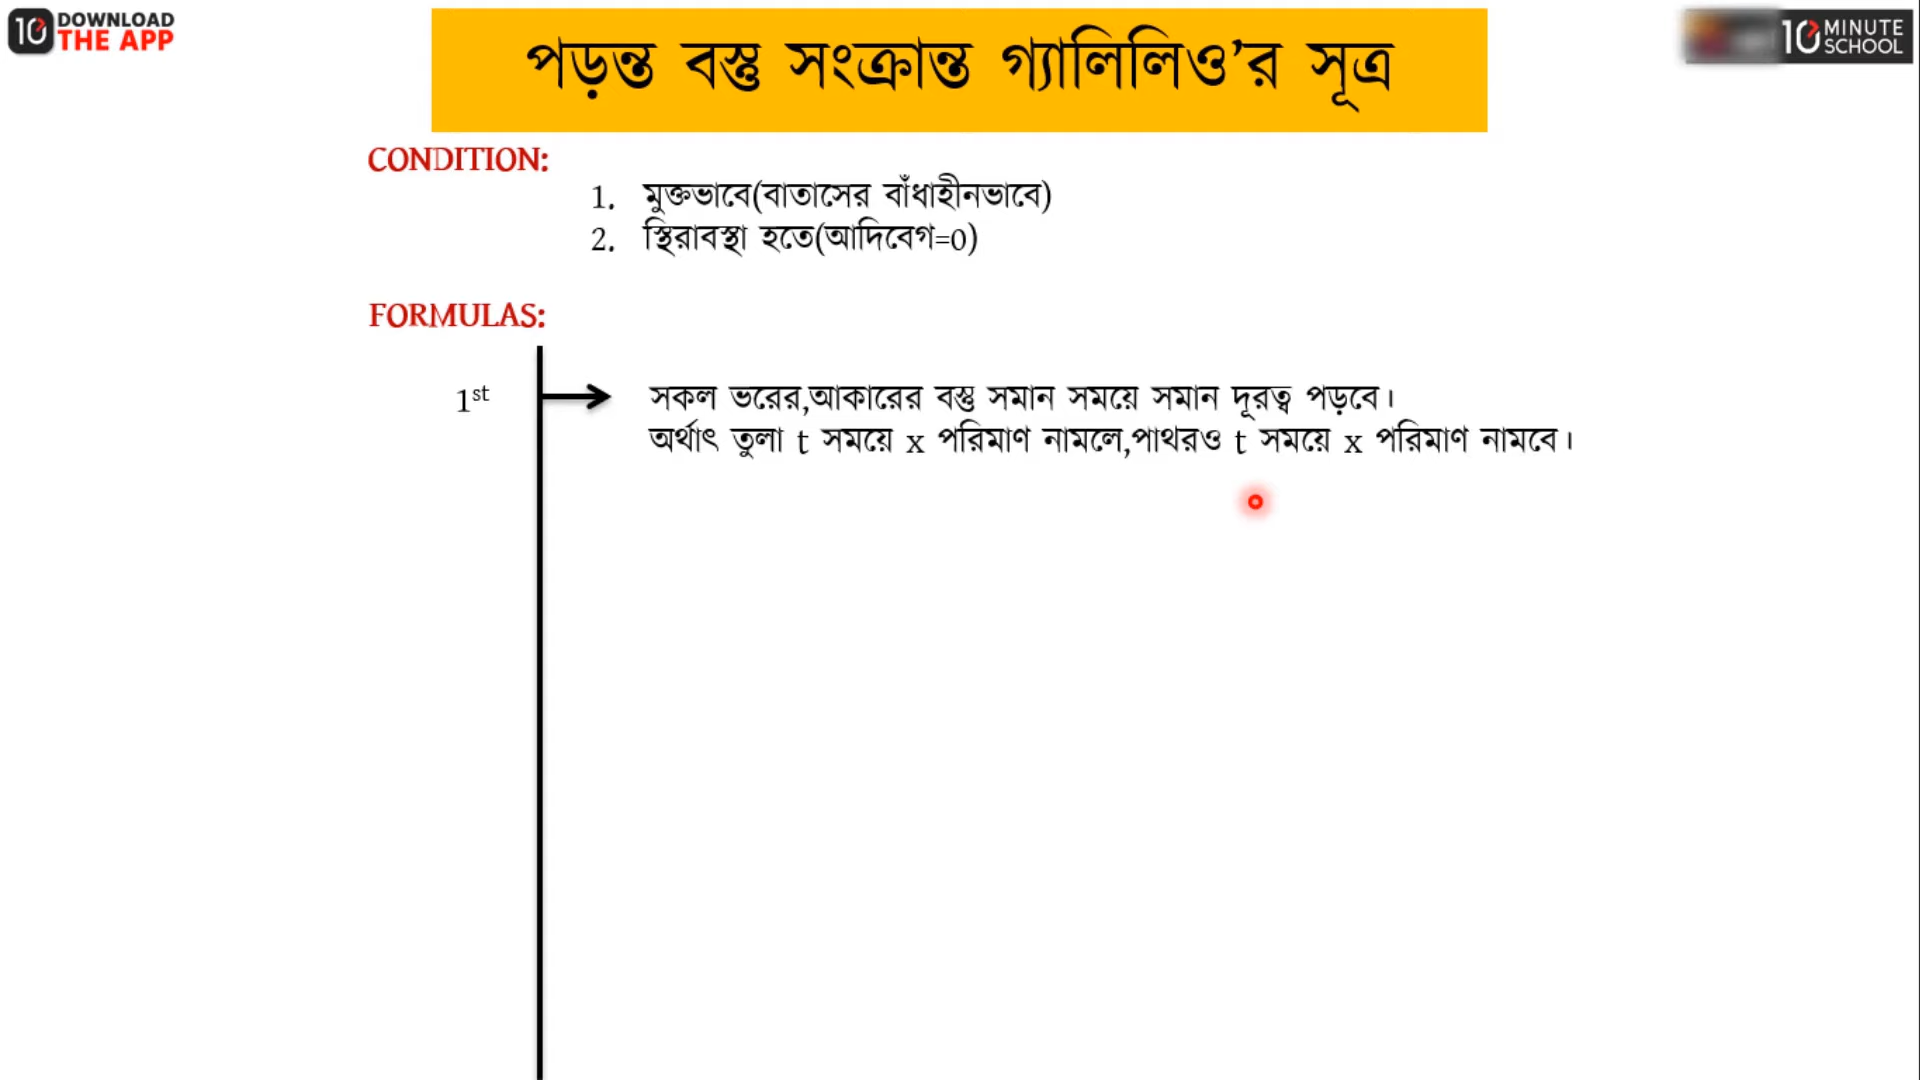 10 DOWNLOAD
THE APP
10 MINUTE
SCHOOL
পড়ন্ত বস্তু সংক্রান্ত গ্যালিলিও’র সূত্র
CONDITION:
1. মুক্তভাবে(বাতাসের বাঁধাহীনভাবে)
2. স্থিরাবস্থা হতে(আদিবেগ=0)
FORMULAS:
1st
সকল ভরের,আকারের বস্তু সমান সময়ে সমান দূরত্ব পড়বে।
অর্থাৎ তুলা t সময়ে x পরিমাণ নামলে,পাথরও t সময়ে x পরিমাণ নামবে।